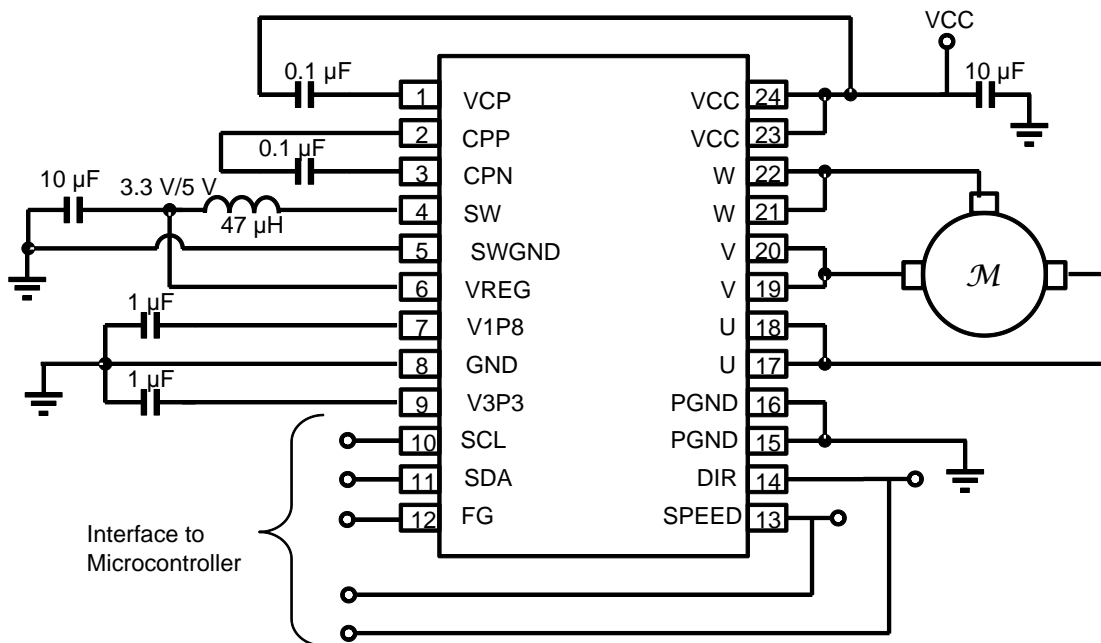 VCC
0.1 µF
10 µF
1
VCP
VCC
24
2
CPP
VCC
23
0.1 µF
3
CPN
W
22
10 µF
3.3 V/5 V
47 µH
4
SW
W
21
5
SWGND
V
20
M
6
VREG
V
19
1 µF
7
V1P8
U
18
8
GND
U
17
1 µF
9
V3P3
PGND
16
10
SCL
PGND
15
11
SDA
DIR
14
12
FG
SPEED
13
Interface to
Microcontroller